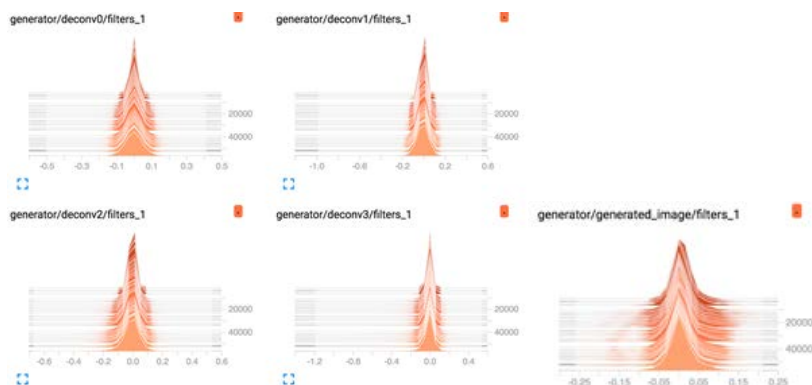 generator/deconv0/filters_1
20000
40000
-0.5 -0.3 -0.1 0.1 0.3 0.5
generator/deconv1/filters_1
20000
40000
-1.0 -0.6 -0.2 0.2 0.6
generator/deconv2/filters_1
20000
40000
-0.6 -0.4 -0.2 0.0 0.2 0.4 0.6
generator/deconv3/filters_1
20000
40000
-1.2 -0.8 -0.4 0.0 0.4
generator/generated_image/filters_1
20000
40000
-0.25 -0.15 -0.05 0.05 0.15 0.25